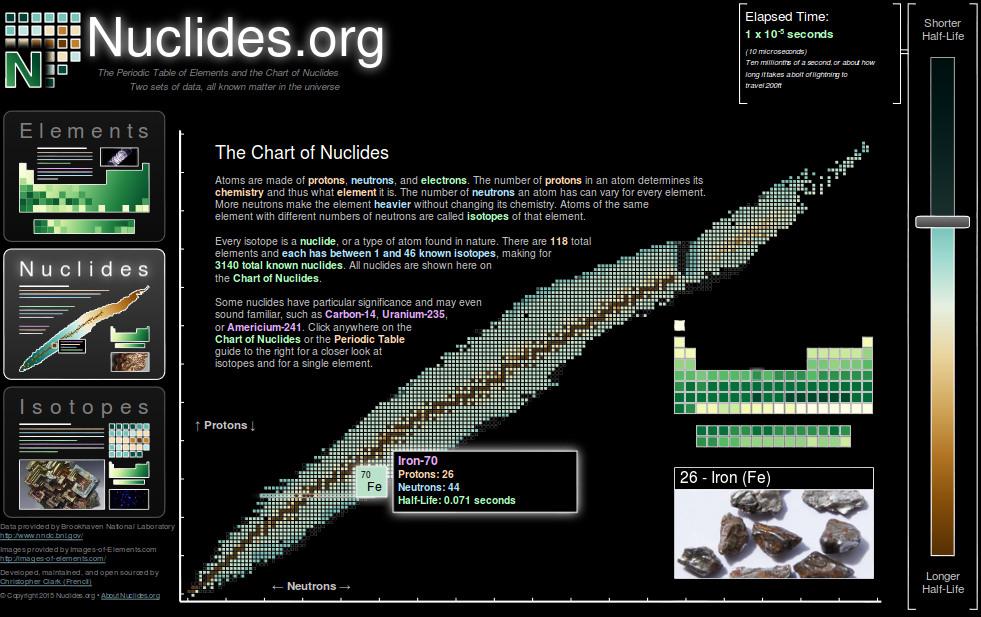 Nuclides.org
N
The Periodic Table of Elements and the Chart of Nuclides
Two sets of data, all known matter in the universe
Elapsed Time:
1 x 10⁻⁵ seconds
(10 microseconds)
Ten millionths of a second, or about how
long it takes a bolt of lightning to
travel 200ft
Shorter
Half-Life
Elements
Nuclides
Isotopes
The Chart of Nuclides
Atoms are made of protons, neutrons, and electrons. The number of protons in an atom determines its
chemistry and thus what element it is. The number of neutrons an atom has can vary for every element.
More neutrons make the element heavier without changing its chemistry. Atoms of the same
element with different numbers of neutrons are called isotopes of that element.
Every isotope is a nuclide, or a type of atom found in nature. There are 118 total
elements and each has between 1 and 46 known isotopes, making for
3140 total known nuclides. All nuclides are shown here on
the Chart of Nuclides.
Some nuclides have particular significance and may even
sound familiar, such as Carbon-14, Uranium-235,
or Americium-241. Click anywhere on the
Chart of Nuclides or the Periodic Table
guide to the right for a closer look at
isotopes and for a single element.
↑ Protons ↓
70
Fe
Iron-70
Protons: 26
Neutrons: 44
Half-Life: 0.071 seconds
← Neutrons →
26 - Iron (Fe)
Longer
Half-Life
Data provided by Brookhaven National Laboratory
http://www.nndc.bnl.gov/
Images provided by Images-of-Elements.com
http://images-of-elements.com/
Developed, maintained, and open sourced by
Christopher Clark (Frencil)
© Copyright 2015 Nuclides.org • About Nuclides.org